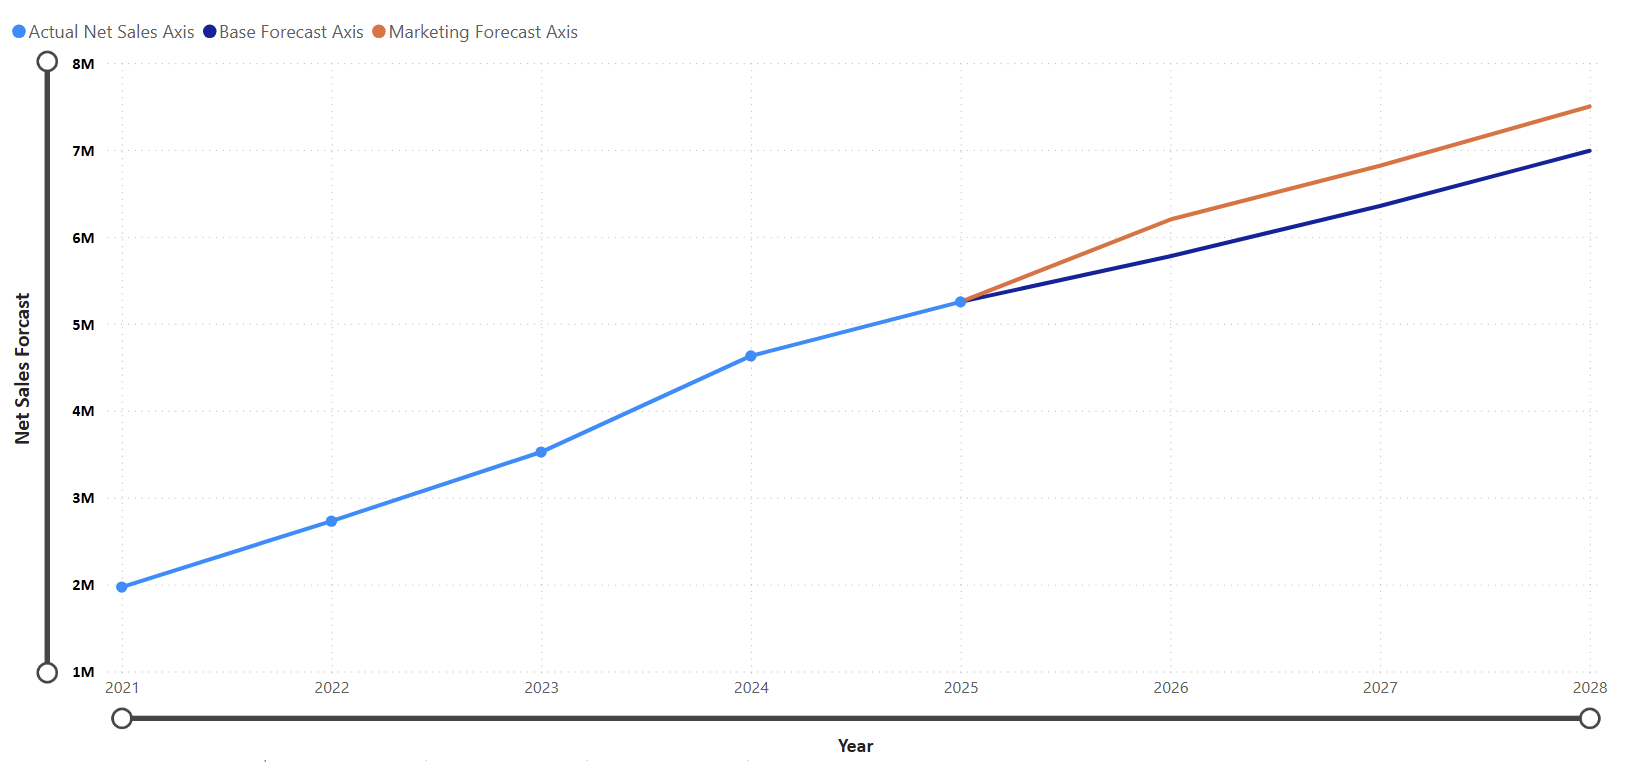 Actual Net Sales Axis Base Forecast Axis Marketing Forecast Axis
8M
7M
6M
5M
4M
3M
2M
1M
Net Sales Forcast
2021 2022 2023 2024 2025 2026 2027 2028
Year